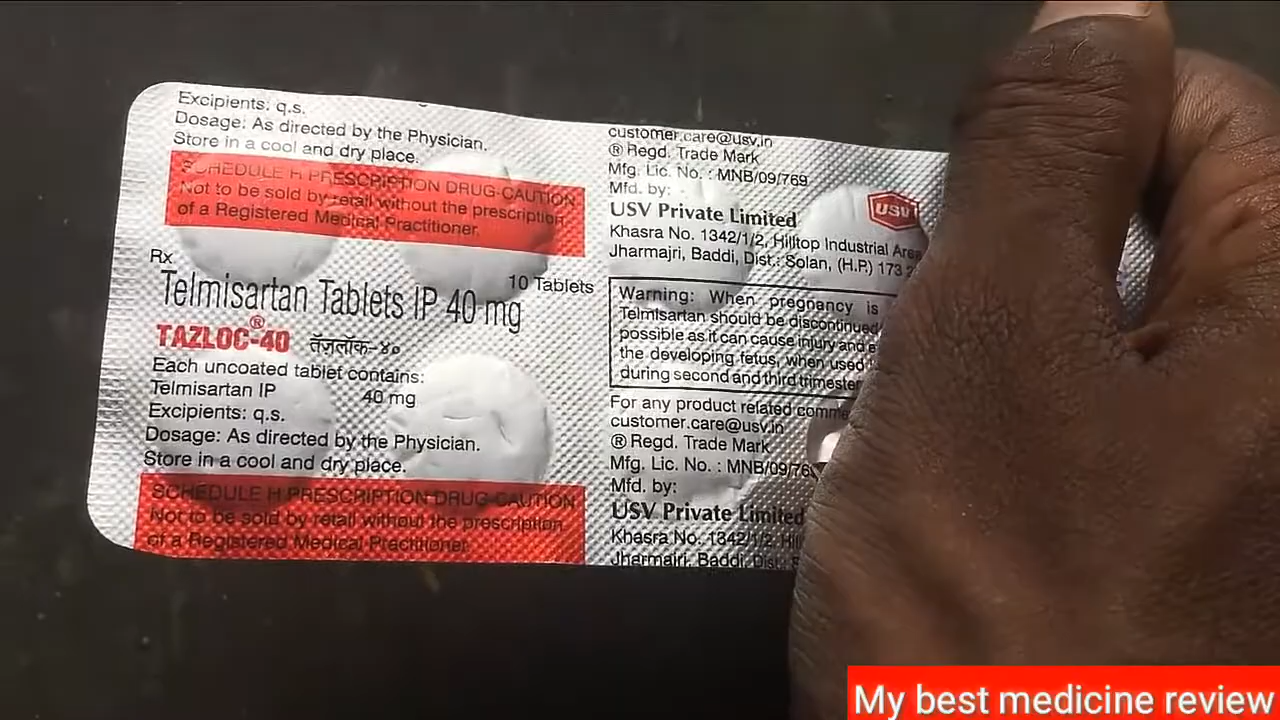 Excipients: q.s.
Dosage: As directed by the Physician.
Store in a cool and dry place.
SCHEDULE H PRESCRIPTION DRUG-CAUTION
Not to be sold by retail without the prescription
of a Registered Medical Practitioner.
Rx
10 Tablets
Telmisartan Tablets IP 40 mg
TAZLOC®-40 तॅज़लोक-४०
Each uncoated tablet contains:
Telmisartan IP 40 mg
Excipients: q.s.
Dosage: As directed by the Physician.
Store in a cool and dry place.
SCHEDULE H PRESCRIPTION DRUG-CAUTION
Not to be sold by retail without the prescription
of a Registered Medical Practitioner.
customer.care@usv.in
® Regd. Trade Mark
Mfg. Lic. No. : MNB/09/769
Mfd. by:
USV Private Limited
USV
Khasra No. 1342/1/2, Hilltop Industrial Area
Jharmajri, Baddi, Dist.: Solan, (H.P.) 173
Warning: When pregnancy is
Telmisartan should be discontinued
possible as it can cause injury and
the developing fetus, when used
during second and third trimester
For any product related
customer.care@usv.in
® Regd. Trade Mark
Mfg. Lic. No. : MNB/09/76
Mfd. by:
USV Private Limited
Khasra No. 1342/1/2,
Jharmajri, Baddi, Dist.:
My best medicine review